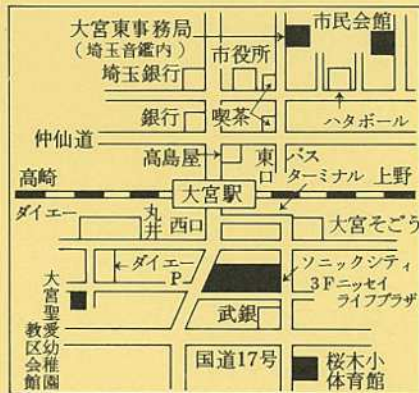 大宮東事務局
(埼玉音鑑内)
市民会館
市役所
埼玉銀行
喫茶
銀行
ハタボール
仲仙道
高島屋
東口
バス
ターミナル
高崎
大宮駅
上野
ダイエー
丸井
西口
大宮そごう
←ダイエー
P
ソニックシティ
3Fニッセイ
ライフプラザ
大宮聖愛幼稚園
教区会館
武銀
国道17号
桜木小
体育館